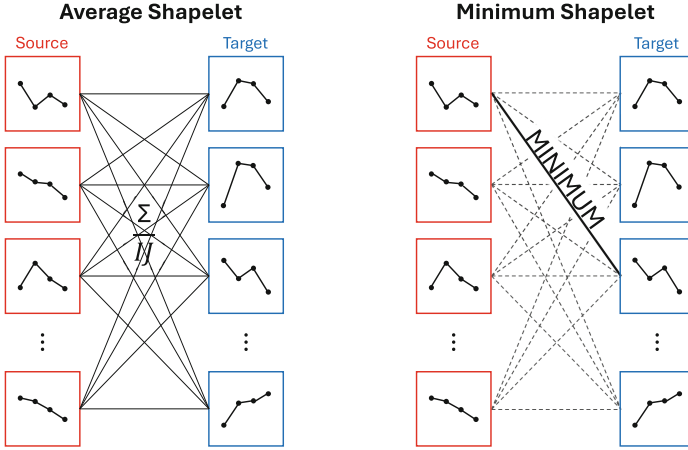 Average Shapelet
Source
Target
Σ
IJ
Minimum Shapelet
Source
Target
MINIMUM